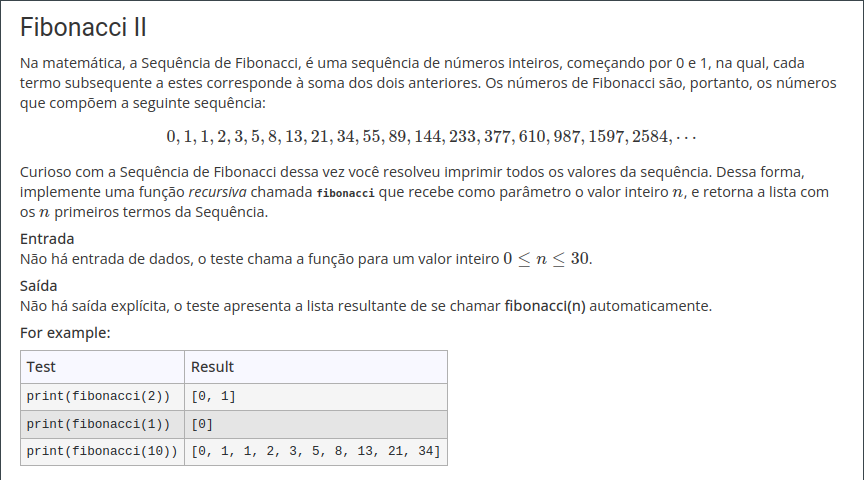 Fibonacci II
Na matemática, a Sequência de Fibonacci, é uma sequência de números inteiros, começando por 0 e 1, na qual, cada
termo subsequente a estes corresponde à soma dos dois anteriores. Os números de Fibonacci são, portanto, os números
que compõem a seguinte sequência:
0, 1, 1, 2, 3, 5, 8, 13, 21, 34, 55, 89, 144, 233, 377, 610, 987, 1597, 2584, ⋯
Curioso com a Sequência de Fibonacci dessa vez você resolveu imprimir todos os valores da sequência. Dessa forma,
implemente uma função recursiva chamada fibonacci que recebe como parâmetro o valor inteiro n, e retorna a lista com
os n primeiros termos da Sequência.
Entrada
Não há entrada de dados, o teste chama a função para um valor inteiro 0 ≤ n ≤ 30.
Saída
Não há saída explícita, o teste apresenta a lista resultante de se chamar fibonacci(n) automaticamente.
For example:
Test Result
print(fibonacci(2)) [0, 1]
print(fibonacci(1)) [0]
print(fibonacci(10)) [0, 1, 1, 2, 3, 5, 8, 13, 21, 34]